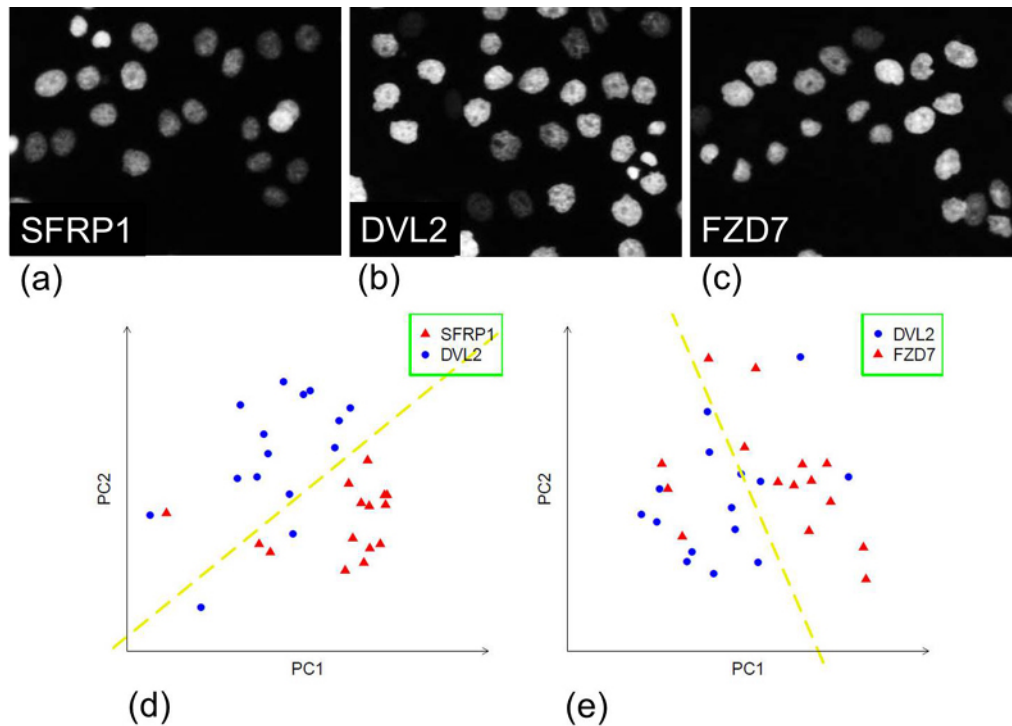 SFRP1
DVL2
FZD7
(a)
(b)
(c)
SFRP1
DVL2
PC2
PC1
(d)
DVL2
FZD7
PC2
PC1
(e)